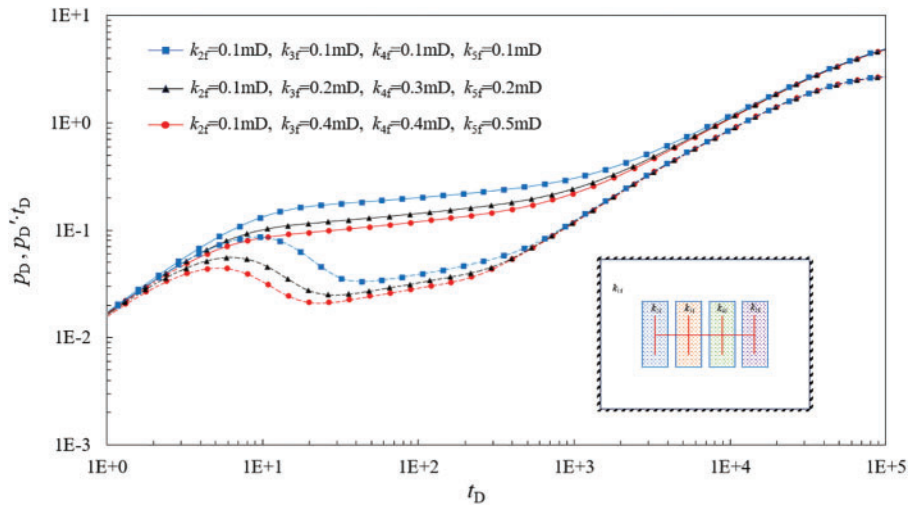 1E+1
k2f=0.1mD, k3f=0.1mD, k4f=0.1mD, k5f=0.1mD
k2f=0.1mD, k3f=0.2mD, k4f=0.3mD, k5f=0.2mD
k2f=0.1mD, k3f=0.4mD, k4f=0.4mD, k5f=0.5mD
1E+0
pD , pD′·tD
1E-1
1E-2
1E-3
1E+0 1E+1 1E+2 1E+3 1E+4 1E+5
tD